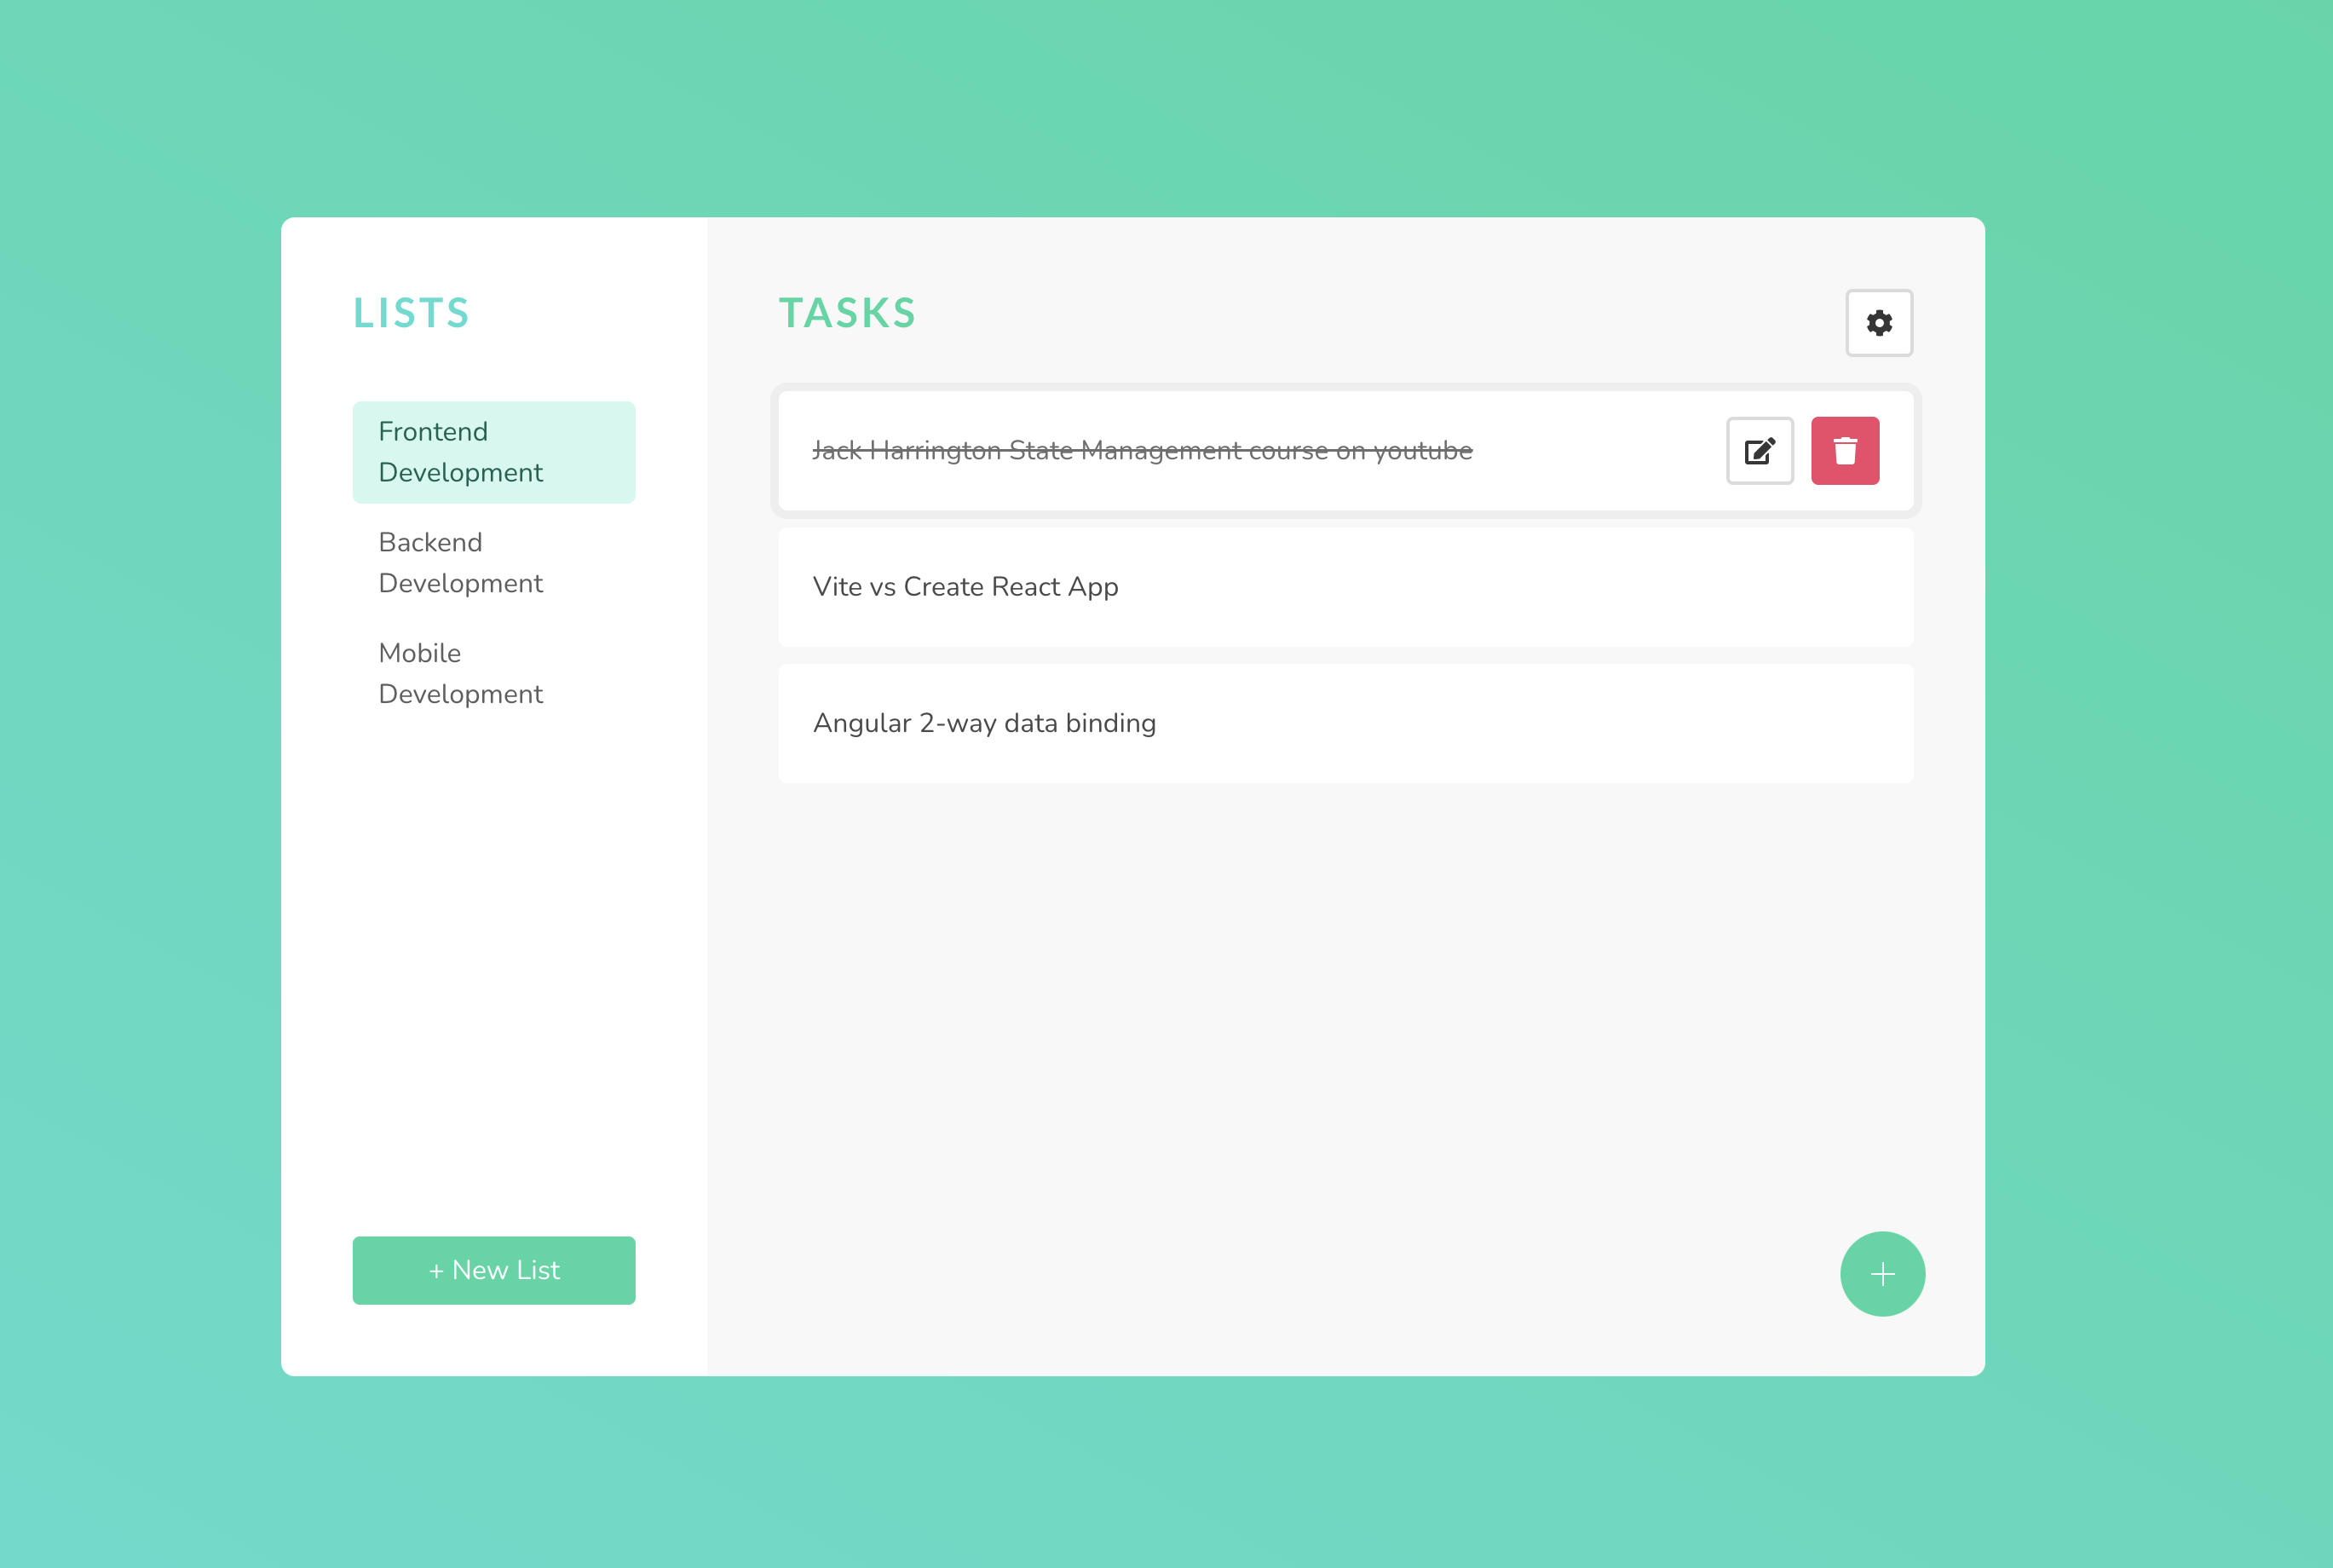 LISTS
Frontend
Development
Backend
Development
Mobile
Development
+ New List
TASKS
Jack Harrington State Management course on youtube
Vite vs Create React App
Angular 2-way data binding
+